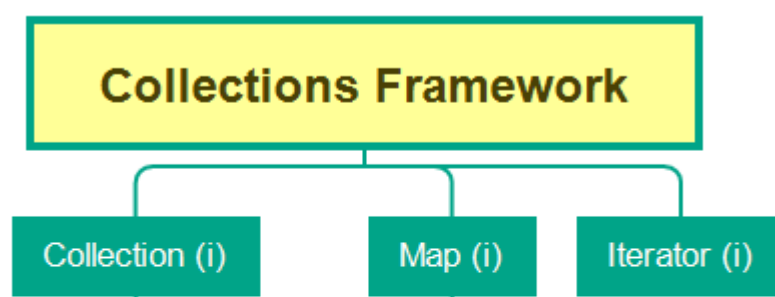 Collections Framework
Collection (i)
Map (i)
Iterator (i)